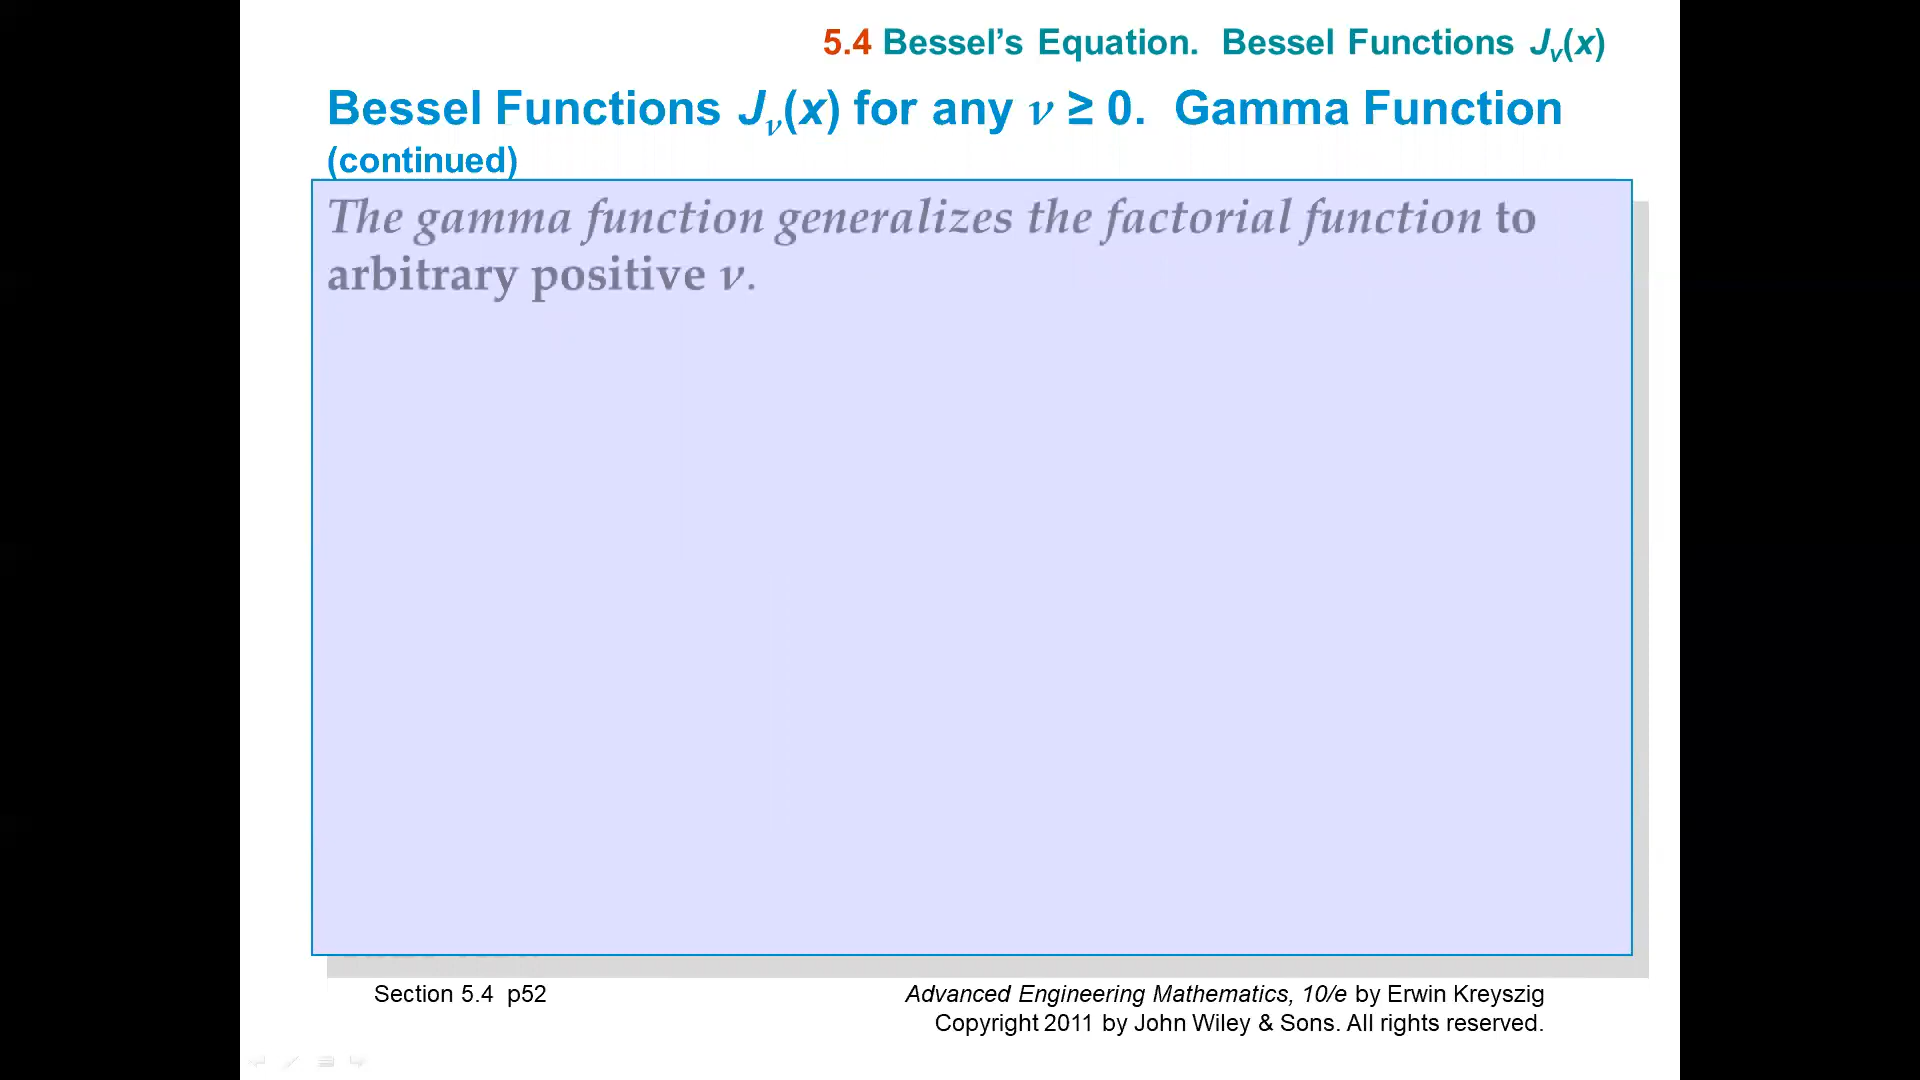 5.4 Bessel’s Equation. Bessel Functions Jν(x)
Bessel Functions Jν(x) for any ν ≥ 0. Gamma Function
(continued)
The gamma function generalizes the factorial function to
arbitrary positive ν.
Section 5.4 p52
Advanced Engineering Mathematics, 10/e by Erwin Kreyszig
Copyright 2011 by John Wiley & Sons. All rights reserved.